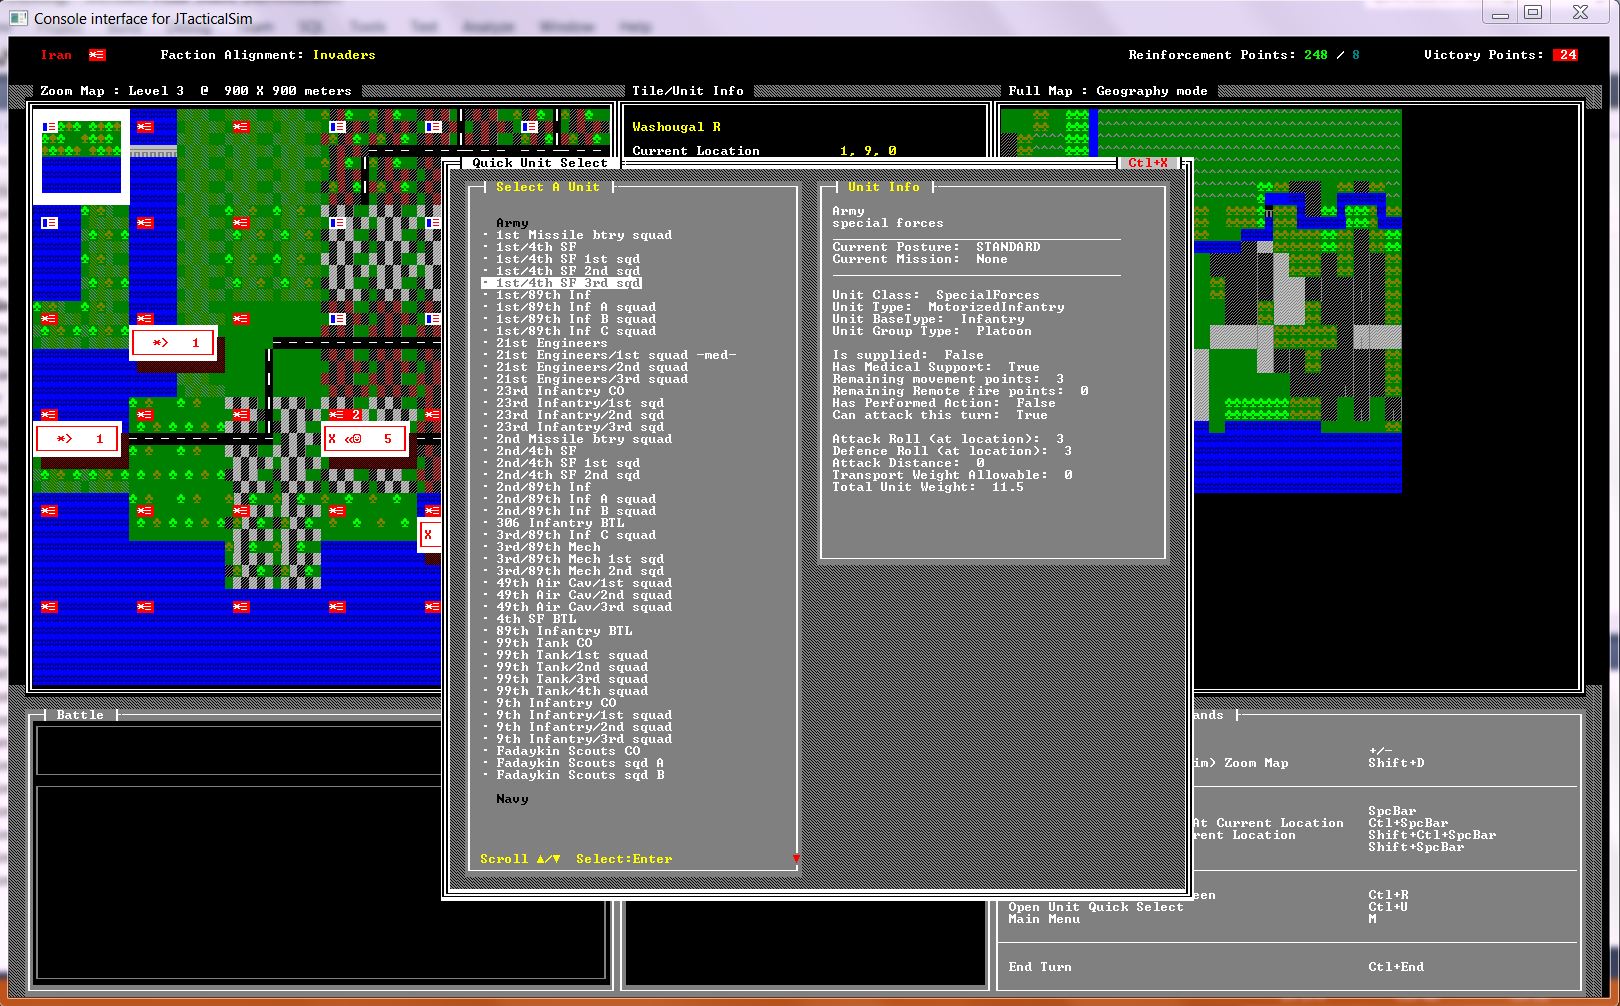 Console interface for JTacticalSim
Iran
Faction Alignment: Invaders
Reinforcement Points: 248 / 8
Victory Points: 24
Zoom Map : Level 3 @ 900 X 900 meters
Tile/Unit Info
Full Map : Geography mode
Washougal R
Current Location 1, 9, 0
Quick Unit Select
Ctl+X
Select A Unit
Army
- 1st Missile btry squad
- 1st/4th SF
- 1st/4th SF 1st sqd
- 1st/4th SF 2nd sqd
- 1st/4th SF 3rd sqd
- 1st/89th Inf
- 1st/89th Inf A squad
- 1st/89th Inf B squad
- 1st/89th Inf C squad
- 21st Engineers
- 21st Engineers/1st squad -med-
- 21st Engineers/2nd squad
- 21st Engineers/3rd squad
- 23rd Infantry CO
- 23rd Infantry/1st sqd
- 23rd Infantry/2nd sqd
- 23rd Infantry/3rd sqd
- 2nd Missile btry squad
- 2nd/4th SF
- 2nd/4th SF 1st sqd
- 2nd/4th SF 2nd sqd
- 2nd/89th Inf
- 2nd/89th Inf A squad
- 2nd/89th Inf B squad
- 306 Infantry BTL
- 3rd/89th Inf C squad
- 3rd/89th Mech
- 3rd/89th Mech 1st sqd
- 3rd/89th Mech 2nd sqd
- 49th Air Cav/1st squad
- 49th Air Cav/2nd squad
- 49th Air Cav/3rd squad
- 4th SF BTL
- 89th Infantry BTL
- 99th Tank CO
- 99th Tank/1st squad
- 99th Tank/2nd squad
- 99th Tank/3rd squad
- 99th Tank/4th squad
- 9th Infantry CO
- 9th Infantry/1st squad
- 9th Infantry/2nd squad
- 9th Infantry/3rd squad
- Fadaykin Scouts CO
- Fadaykin Scouts sqd A
- Fadaykin Scouts sqd B
Navy
Scroll ▲/▼ Select:Enter
Unit Info
Army
special forces
Current Posture: STANDARD
Current Mission: None
Unit Class: SpecialForces
Unit Type: MotorizedInfantry
Unit BaseType: Infantry
Unit Group Type: Platoon
Is supplied: False
Has Medical Support: True
Remaining movement points: 3
Remaining Remote fire points: 0
Has Performed Action: False
Can attack this turn: True
Attack Roll (at location): 3
Defence Roll (at location): 3
Attack Distance: 0
Transport Weight Allowable: 0
Total Unit Weight: 11.5
*> 1
2
*> 1
X «☺ 5
X
Battle
ands
+/-
im) Zoom Map Shift+D
SpcBar
At Current Location Ctl+SpcBar
rent Location Shift+Ctl+SpcBar
Shift+SpcBar
een Ctl+R
Open Unit Quick Select Ctl+U
Main Menu M
End Turn Ctl+End